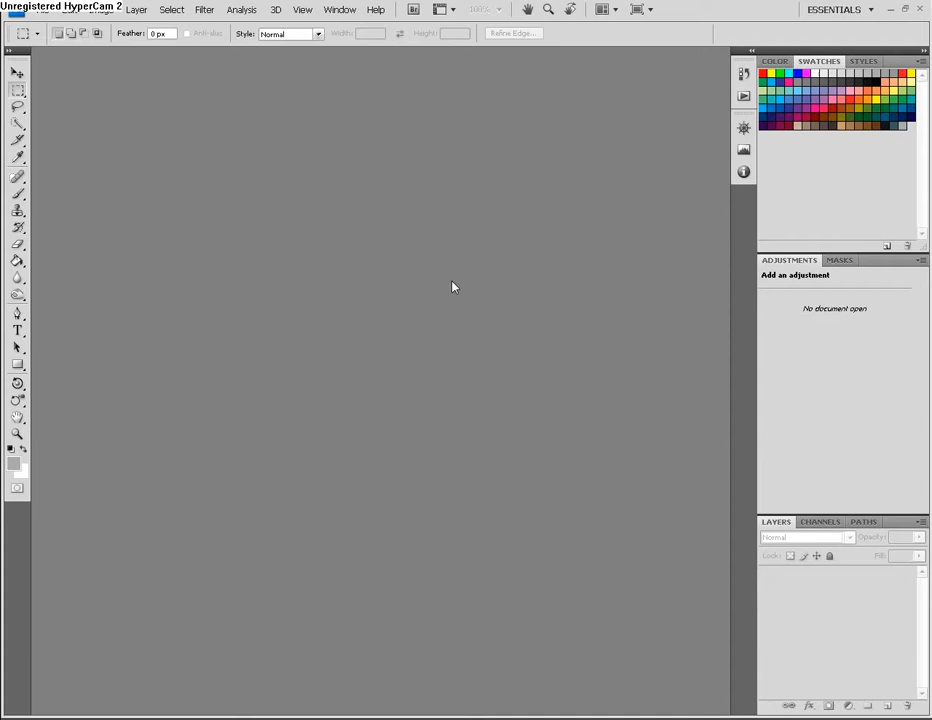 Unregistered HyperCam 2
Layer Select Filter Analysis 3D View Window Help Br 100% ESSENTIALS
Feather: 0 px Anti-alias Style: Normal Width: Height: Refine Edge...
COLOR SWATCHES STYLES
ADJUSTMENTS MASKS
Add an adjustment
No document open
T
LAYERS CHANNELS PATHS
Normal Opacity:
Lock: Fill: